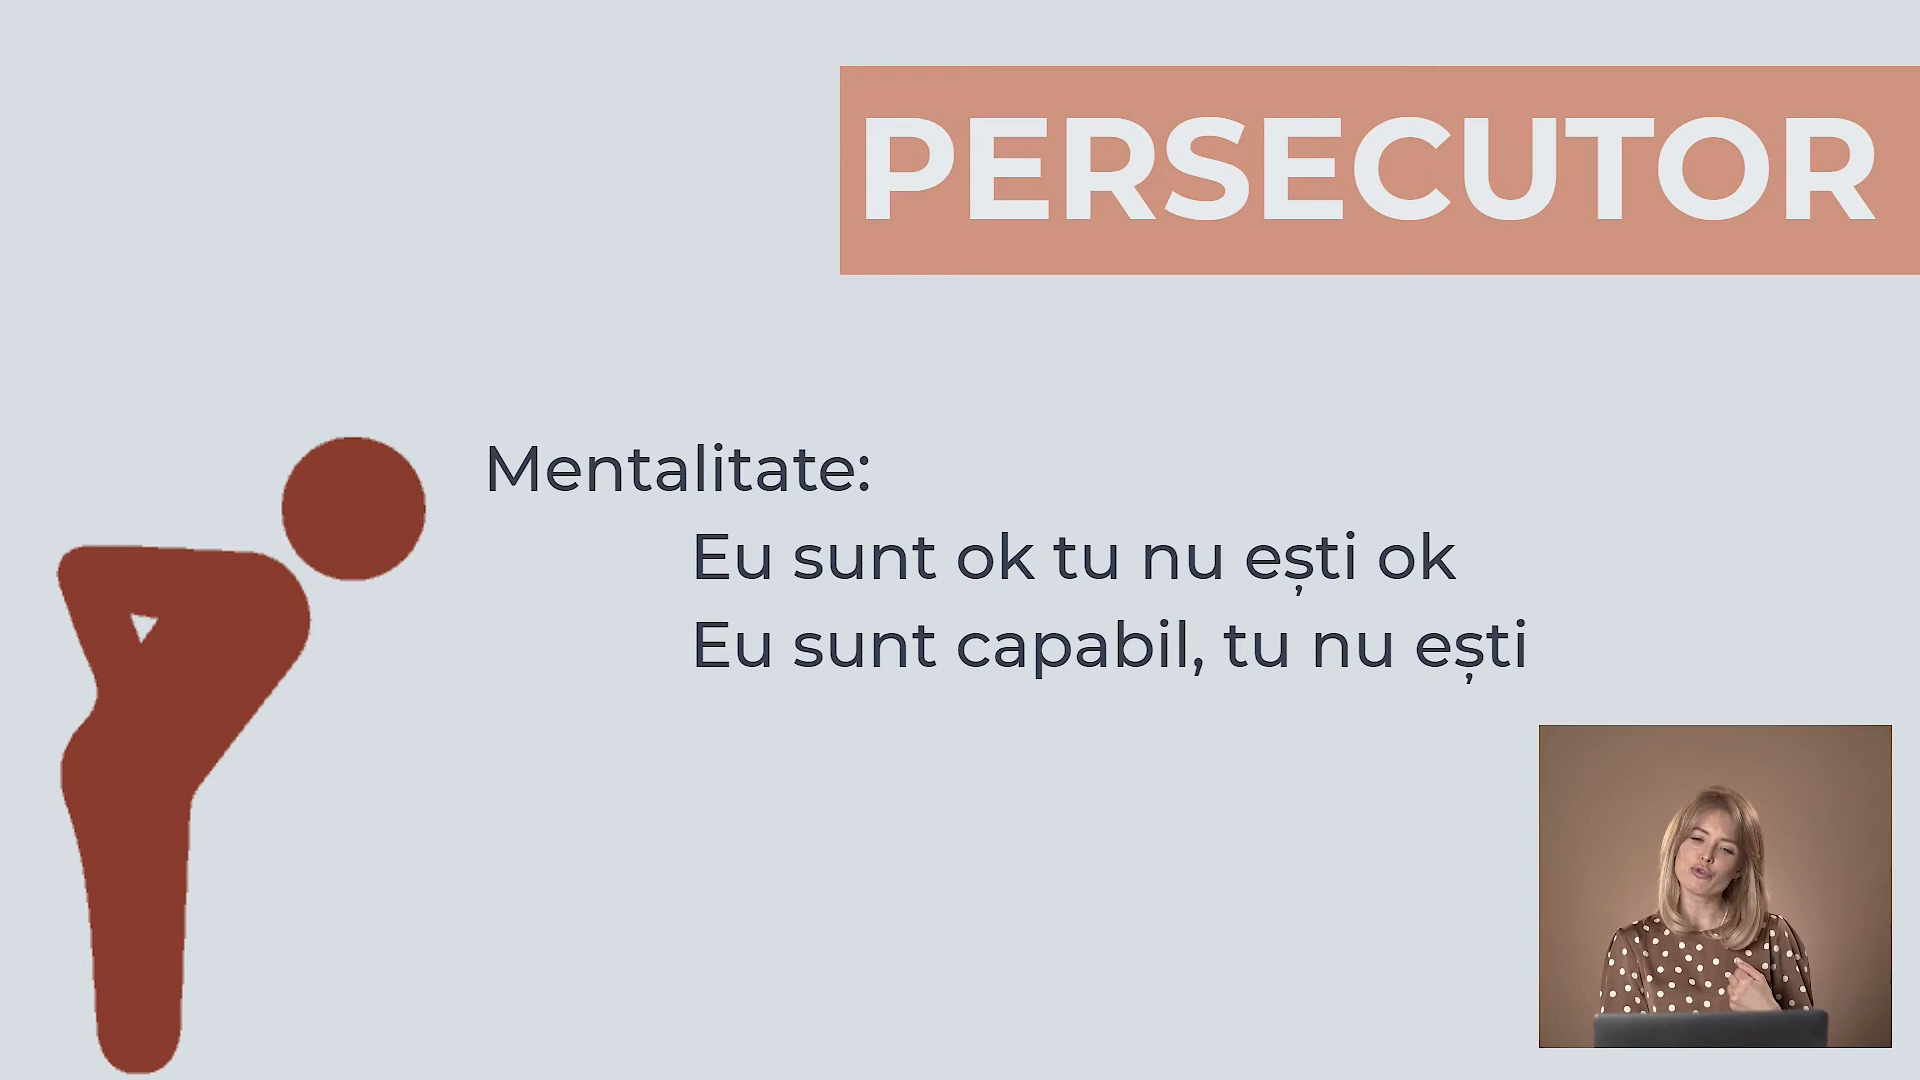 PERSECUTOR
Mentalitate:
Eu sunt ok tu nu ești ok
Eu sunt capabil, tu nu ești